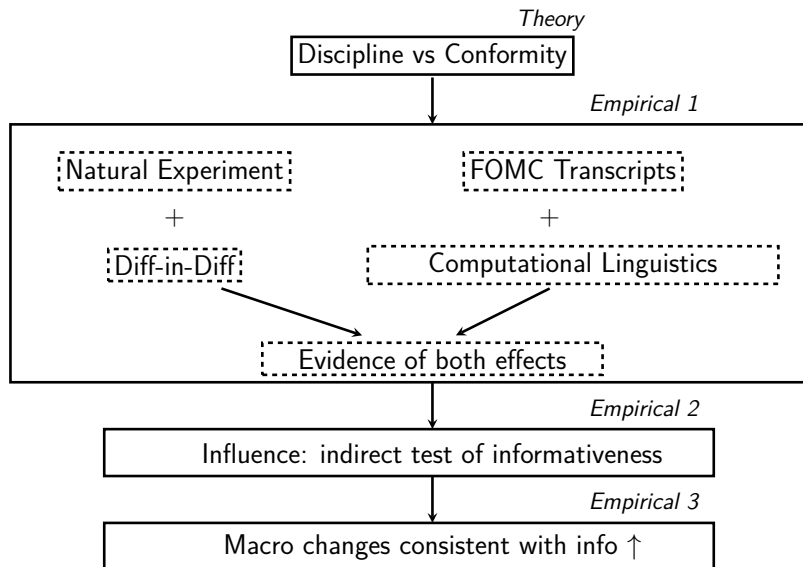 Theory
Discipline vs Conformity
Empirical 1
Natural Experiment
FOMC Transcripts
+
+
Diff-in-Diff
Computational Linguistics
Evidence of both effects
Empirical 2
Influence: indirect test of informativeness
Empirical 3
Macro changes consistent with info ↑